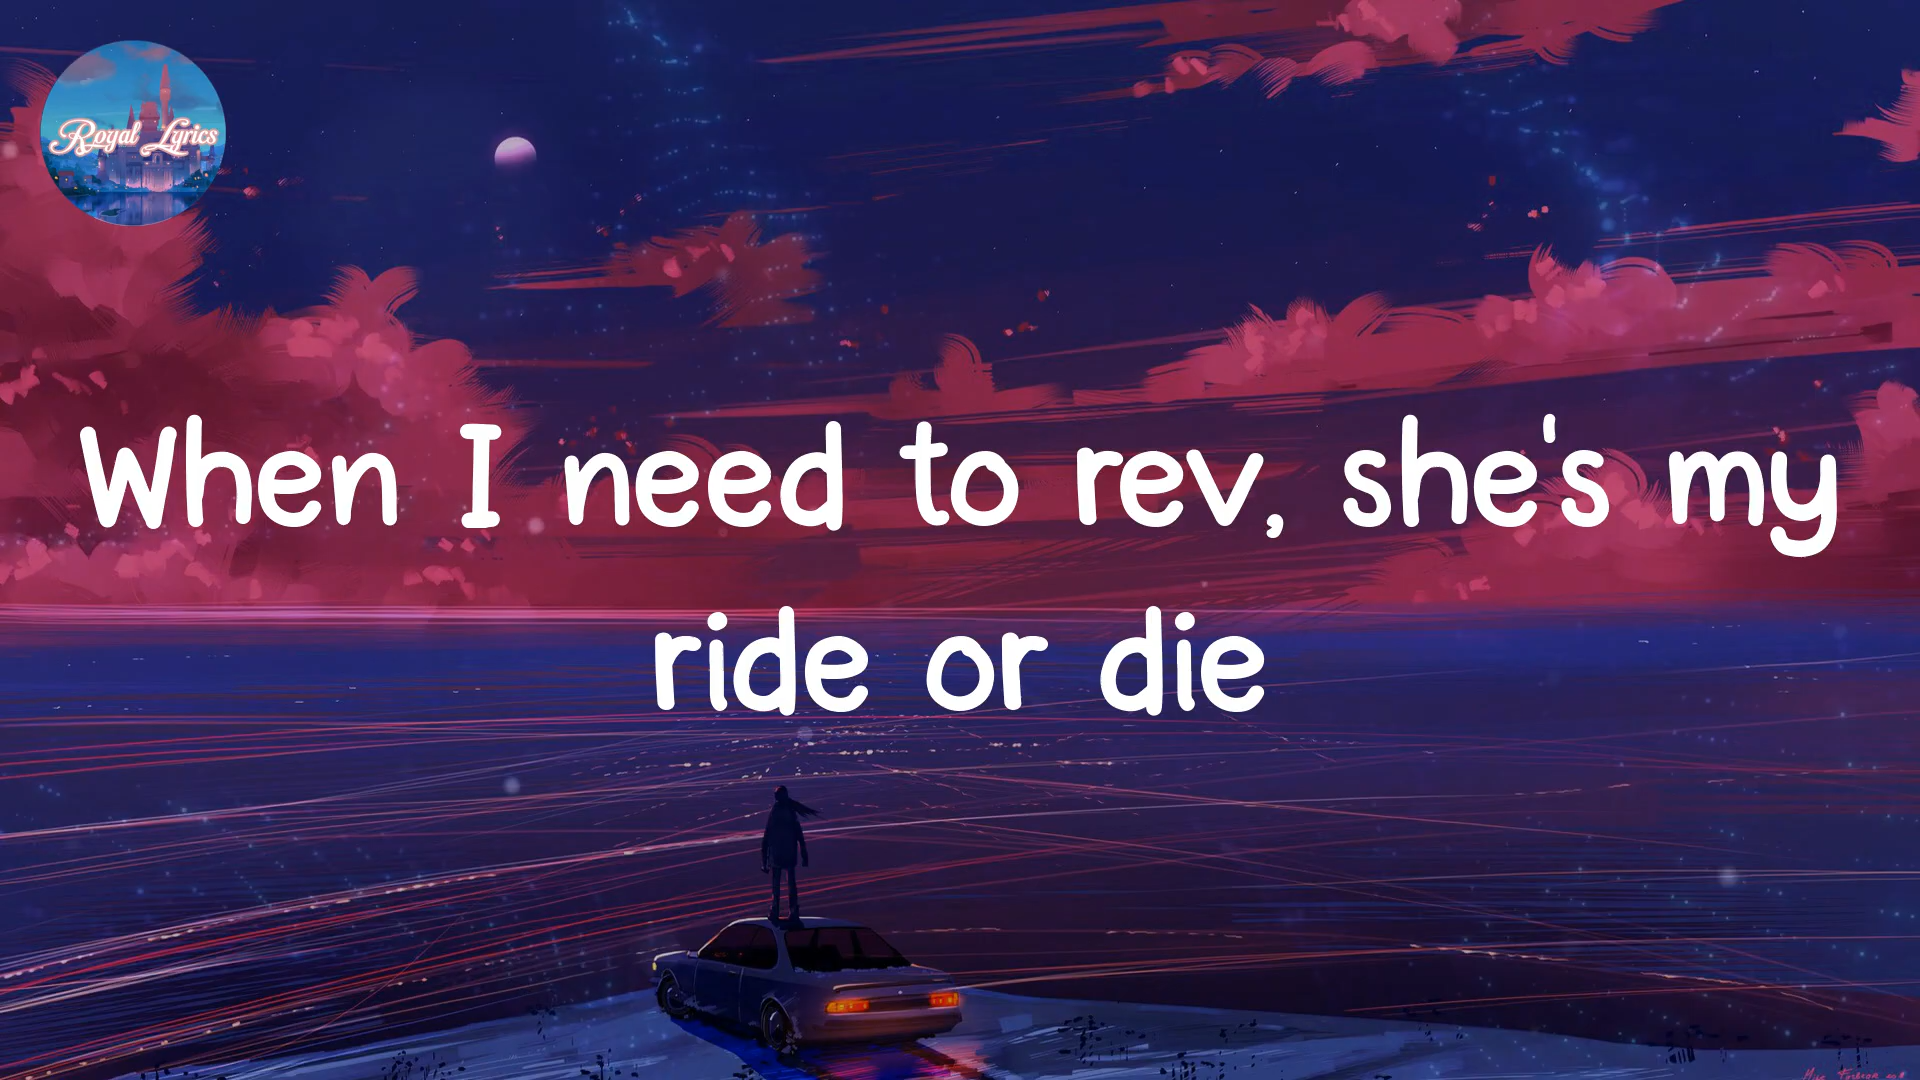 Royal Lyrics
When I need to rev, she's my
ride or die